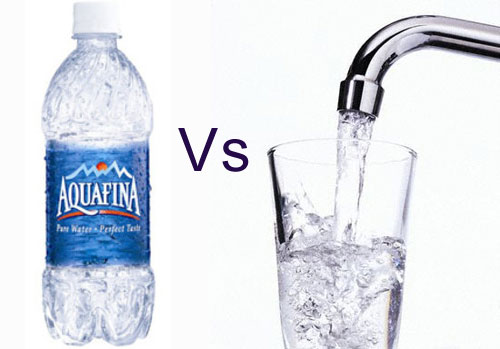 Vs
AQUAFINA
Pure Water • Perfect Taste